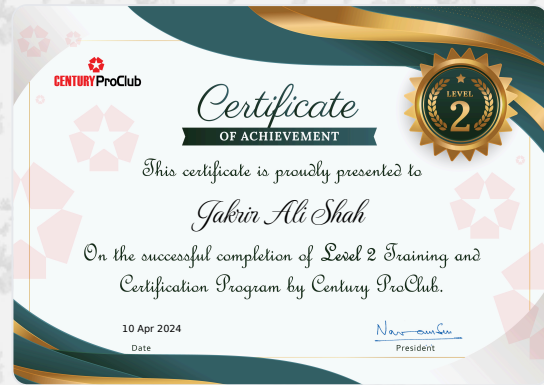 CENTURY ProClub
LEVEL
2
Certificate
OF ACHIEVEMENT
This certificate is proudly presented to
Jakrir Ali Shah
On the successful completion of Level 2 Training and
Certification Program by Century ProClub.
10 Apr 2024
Date
President